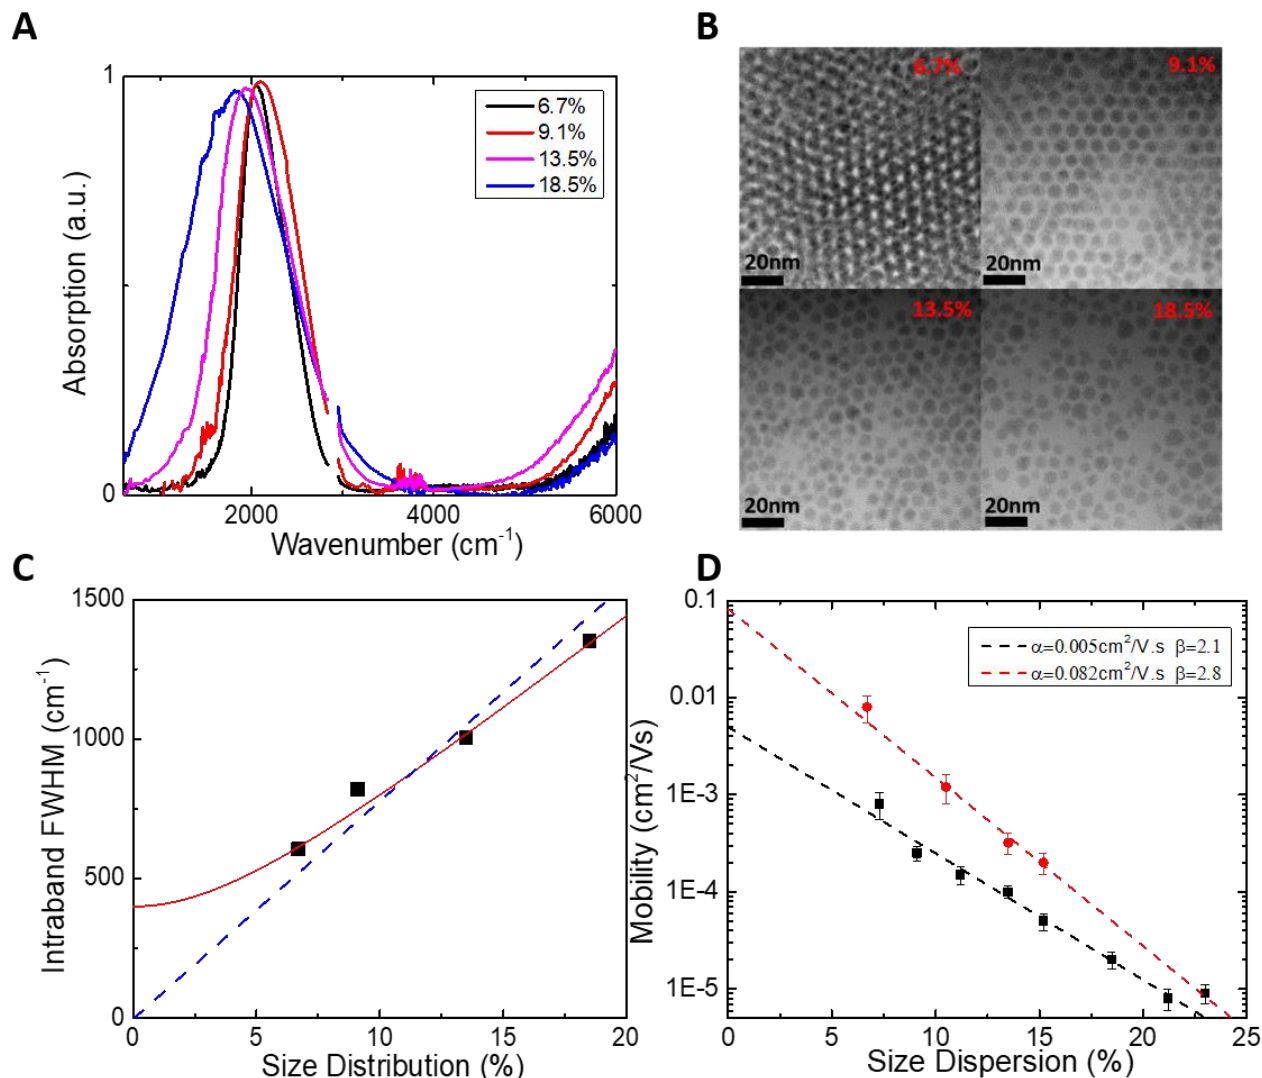 A
1
0
Absorption (a.u.)
6.7%
9.1%
13.5%
18.5%
2000
4000
6000
Wavenumber (cm⁻¹)
B
6.7%
20nm
9.1%
20nm
13.5%
20nm
18.5%
20nm
C
1500
1000
500
0
Intraband FWHM (cm⁻¹)
0
5
10
15
20
Size Distribution (%)
D
0.1
0.01
1E-3
1E-4
1E-5
Mobility (cm²/Vs)
α=0.005cm²/V.s β=2.1
α=0.082cm²/V.s β=2.8
0
5
10
15
20
25
Size Dispersion (%)